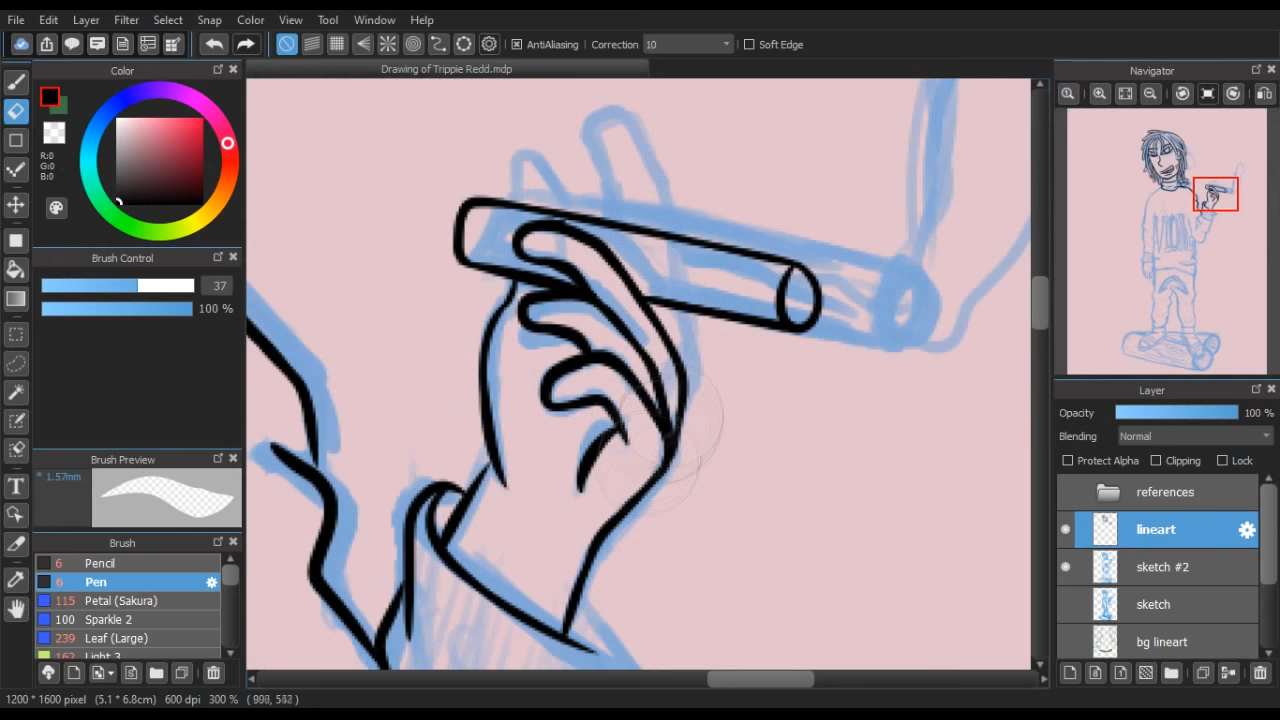 File Edit Layer Filter Select Snap Color View Tool Window Help
AntiAliasing Correction 10 Soft Edge
Color
Drawing of Trippie Redd.mdp
Navigator
R:0
G:0
B:0
Brush Control
37
100 %
Layer
Opacity 100 %
Blending Normal
Protect Alpha Clipping Lock
Brush Preview
* 1.57mm
references
lineart
sketch #2
sketch
bg lineart
Brush
6 Pencil
6 Pen
115 Petal (Sakura)
100 Sparkle 2
239 Leaf (Large)
162 Light 3
1200 * 1600 pixel (5.1 * 6.8cm) 600 dpi 300 %